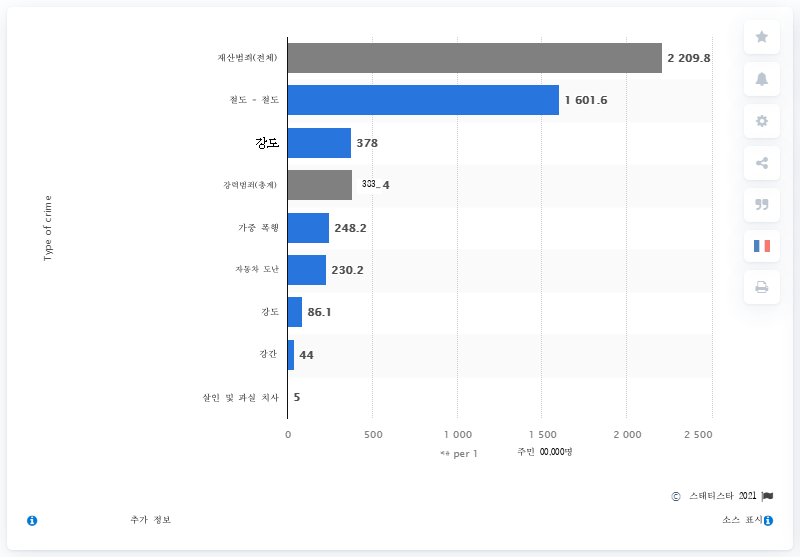 재산범죄(전체)
2 209.8
절도 - 절도
1 601.6
강도
378
강력범죄(총계)
383. 4
가중 폭행
248.2
자동차 도난
230.2
강도
86.1
강간
44
살인 및 과실 치사
5
Type of crime
0 500 1 000 1 500 2 000 2 500
per 1 주민 00,000명
© 스태티스타 2021
추가 정보 소스 표시